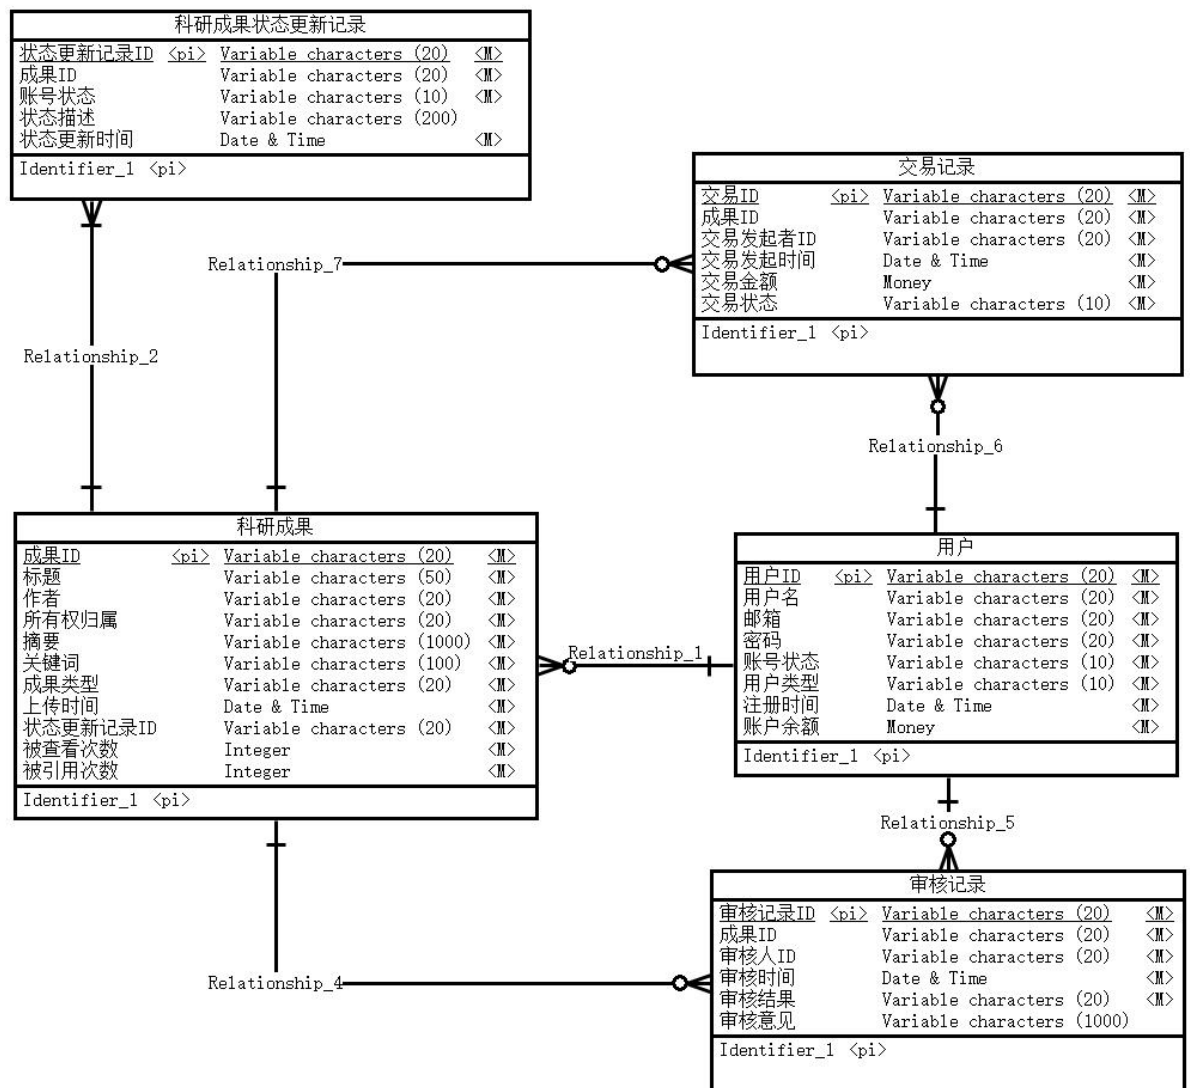 科研成果状态更新记录
状态更新记录ID <pi> Variable characters (20) <M>
成果ID Variable characters (20) <M>
账号状态 Variable characters (10) <M>
状态描述 Variable characters (200)
状态更新时间 Date & Time <M>
Identifier_1 <pi>
交易记录
交易ID <pi> Variable characters (20) <M>
成果ID Variable characters (20) <M>
交易发起者ID Variable characters (20) <M>
交易发起时间 Date & Time <M>
交易金额 Money <M>
交易状态 Variable characters (10) <M>
Identifier_1 <pi>
Relationship_7
Relationship_2
Relationship_6
科研成果
成果ID <pi> Variable characters (20) <M>
标题 Variable characters (50) <M>
作者 Variable characters (20) <M>
所有权归属 Variable characters (20) <M>
摘要 Variable characters (1000) <M>
关键词 Variable characters (100) <M>
成果类型 Variable characters (20) <M>
上传时间 Date & Time <M>
状态更新记录ID Variable characters (20) <M>
被查看次数 Integer <M>
被引用次数 Integer <M>
Identifier_1 <pi>
Relationship_1
用户
用户ID <pi> Variable characters (20) <M>
用户名 Variable characters (20) <M>
邮箱 Variable characters (20) <M>
密码 Variable characters (20) <M>
账号状态 Variable characters (10) <M>
用户类型 Variable characters (10) <M>
注册时间 Date & Time <M>
账户余额 Money <M>
Identifier_1 <pi>
Relationship_5
Relationship_4
审核记录
审核记录ID <pi> Variable characters (20) <M>
成果ID Variable characters (20) <M>
审核人ID Variable characters (20) <M>
审核时间 Date & Time <M>
审核结果 Variable characters (20) <M>
审核意见 Variable characters (1000)
Identifier_1 <pi>